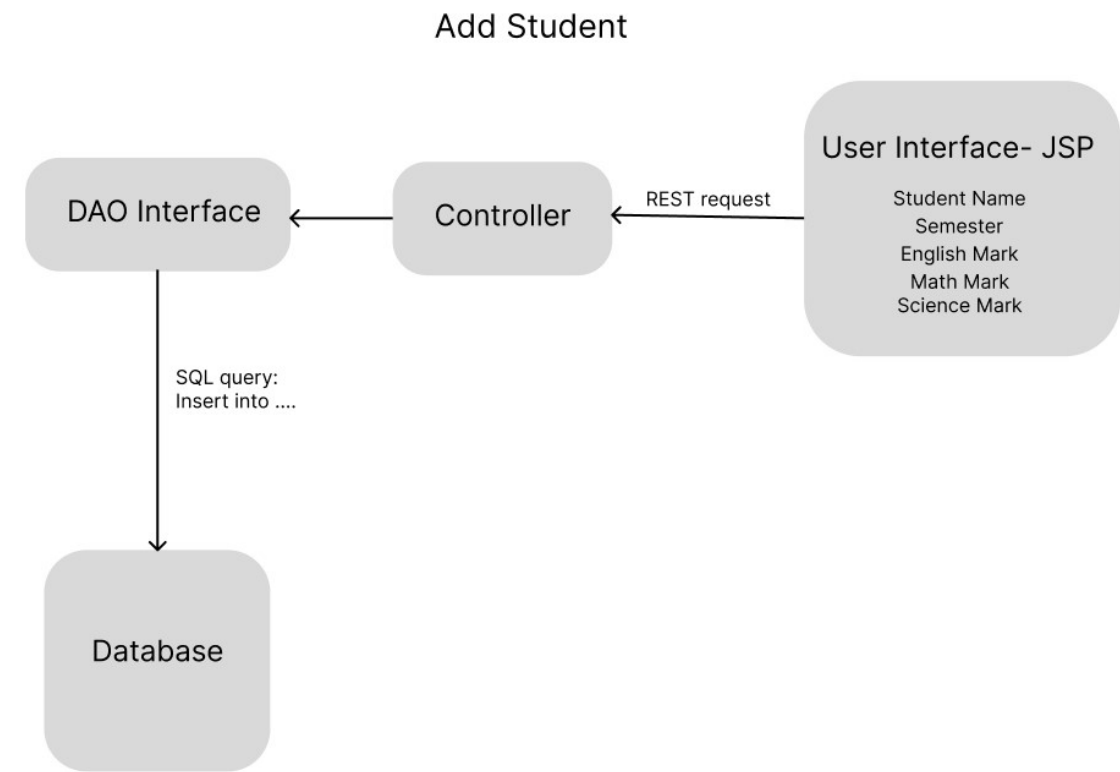 Add Student
User Interface- JSP
Student Name
Semester
English Mark
Math Mark
Science Mark
REST request
Controller
DAO Interface
SQL query:
Insert into ....
Database